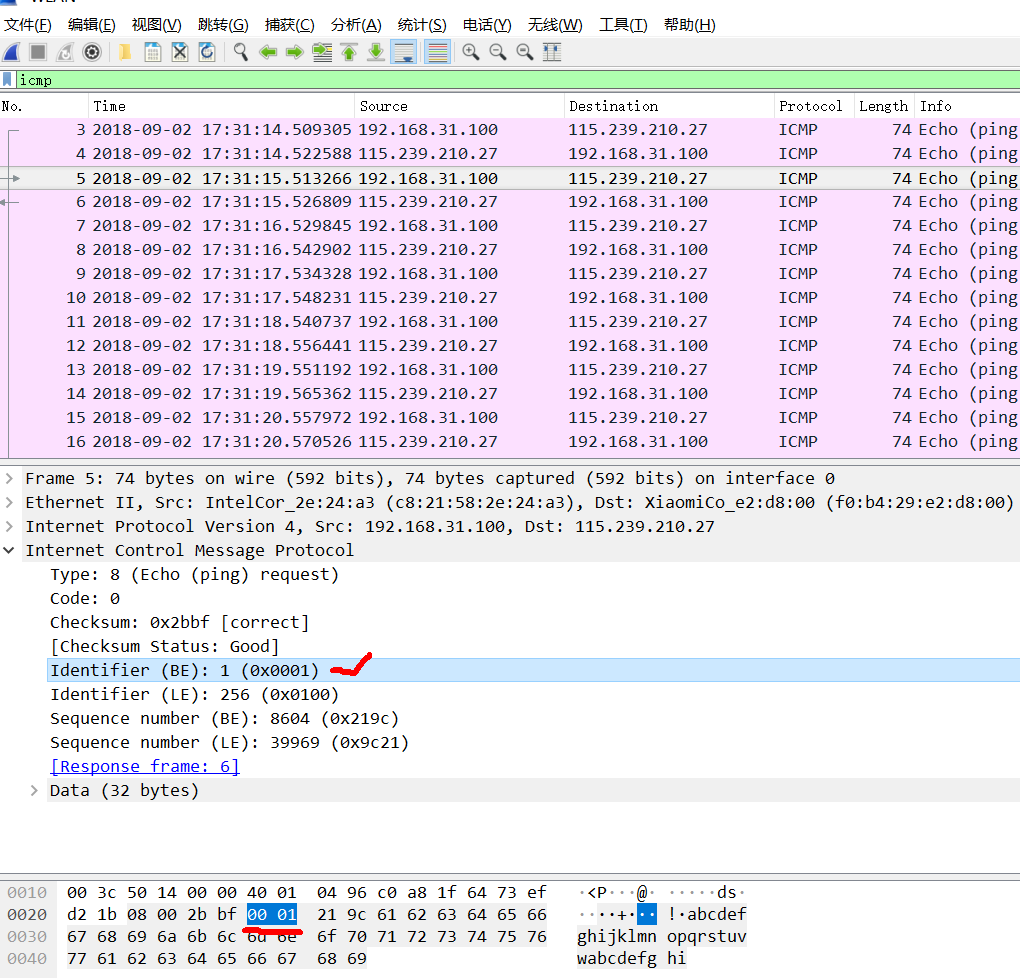 WLAN
文件(F) 编辑(E) 视图(V) 跳转(G) 捕获(C) 分析(A) 统计(S) 电话(Y) 无线(W) 工具(T) 帮助(H)
icmp
No. Time Source Destination Protocol Length Info
3 2018-09-02 17:31:14.509305 192.168.31.100 115.239.210.27 ICMP 74 Echo (ping
4 2018-09-02 17:31:14.522588 115.239.210.27 192.168.31.100 ICMP 74 Echo (ping
5 2018-09-02 17:31:15.513266 192.168.31.100 115.239.210.27 ICMP 74 Echo (ping
6 2018-09-02 17:31:15.526809 115.239.210.27 192.168.31.100 ICMP 74 Echo (ping
7 2018-09-02 17:31:16.529845 192.168.31.100 115.239.210.27 ICMP 74 Echo (ping
8 2018-09-02 17:31:16.542902 115.239.210.27 192.168.31.100 ICMP 74 Echo (ping
9 2018-09-02 17:31:17.534328 192.168.31.100 115.239.210.27 ICMP 74 Echo (ping
10 2018-09-02 17:31:17.548231 115.239.210.27 192.168.31.100 ICMP 74 Echo (ping
11 2018-09-02 17:31:18.540737 192.168.31.100 115.239.210.27 ICMP 74 Echo (ping
12 2018-09-02 17:31:18.556441 115.239.210.27 192.168.31.100 ICMP 74 Echo (ping
13 2018-09-02 17:31:19.551192 192.168.31.100 115.239.210.27 ICMP 74 Echo (ping
14 2018-09-02 17:31:19.565362 115.239.210.27 192.168.31.100 ICMP 74 Echo (ping
15 2018-09-02 17:31:20.557972 192.168.31.100 115.239.210.27 ICMP 74 Echo (ping
16 2018-09-02 17:31:20.570526 115.239.210.27 192.168.31.100 ICMP 74 Echo (ping
Frame 5: 74 bytes on wire (592 bits), 74 bytes captured (592 bits) on interface 0
Ethernet II, Src: IntelCor_2e:24:a3 (c8:21:58:2e:24:a3), Dst: XiaomiCo_e2:d8:00 (f0:b4:29:e2:d8:00)
Internet Protocol Version 4, Src: 192.168.31.100, Dst: 115.239.210.27
Internet Control Message Protocol
Type: 8 (Echo (ping) request)
Code: 0
Checksum: 0x2bbf [correct]
[Checksum Status: Good]
Identifier (BE): 1 (0x0001)
Identifier (LE): 256 (0x0100)
Sequence number (BE): 8604 (0x219c)
Sequence number (LE): 39969 (0x9c21)
[Response frame: 6]
Data (32 bytes)
0010 00 3c 50 14 00 00 40 01 04 96 c0 a8 1f 64 73 ef ·<P···@· ·····ds·
0020 d2 1b 08 00 2b bf 00 01 21 9c 61 62 63 64 65 66 ····+··· !·abcdef
0030 67 68 69 6a 6b 6c 6d 6e 6f 70 71 72 73 74 75 76 ghijklmn opqrstuv
0040 77 61 62 63 64 65 66 67 68 69 wabcdefg hi